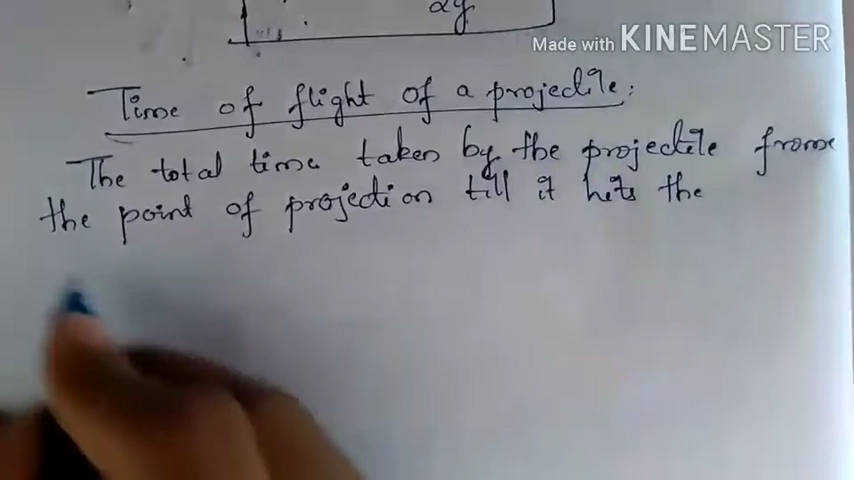 2g
Made with KINEMASTER
Time of flight of a projectile:
The total time taken by the projectile from
the point of projection till it hits the